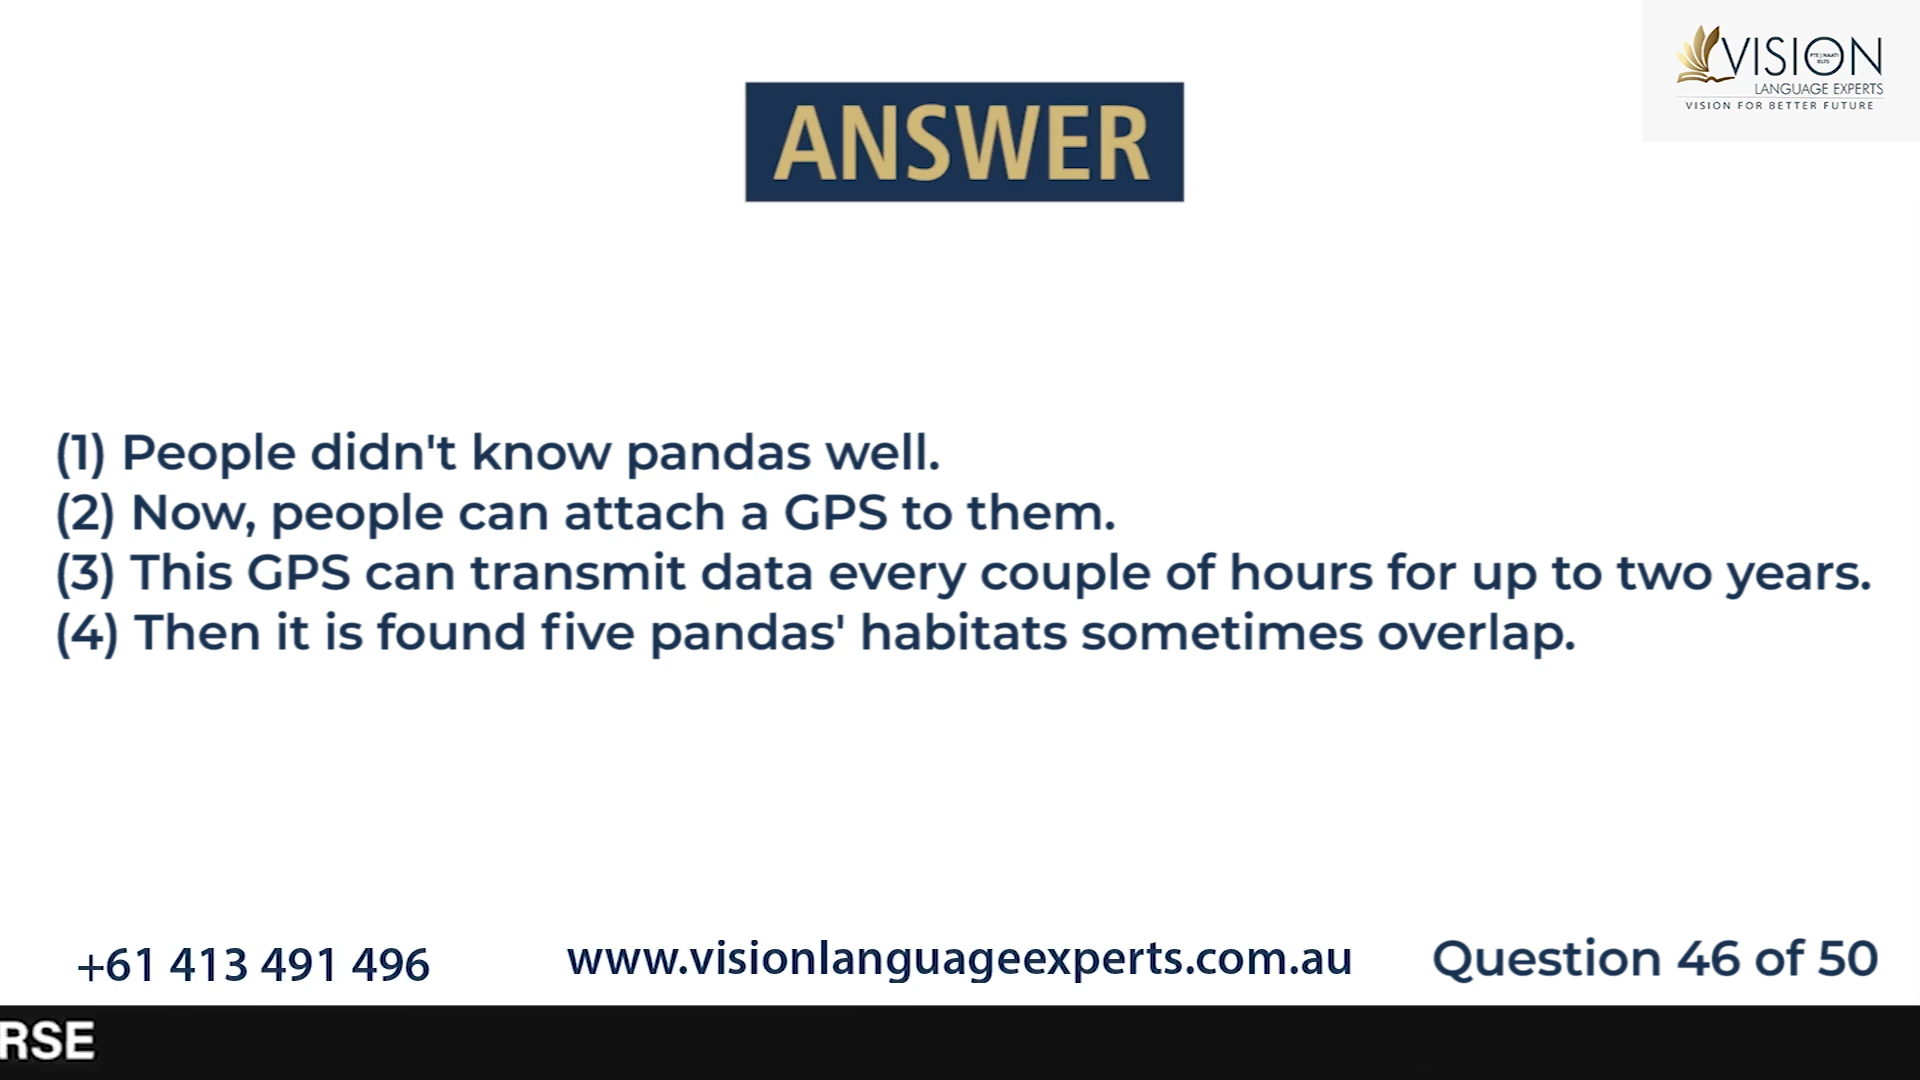 VISION
LANGUAGE EXPERTS
VISION FOR BETTER FUTURE
ANSWER
(1) People didn't know pandas well.
(2) Now, people can attach a GPS to them.
(3) This GPS can transmit data every couple of hours for up to two years.
(4) Then it is found five pandas' habitats sometimes overlap.
+61 413 491 496 www.visionlanguageexperts.com.au Question 46 of 50
RSE